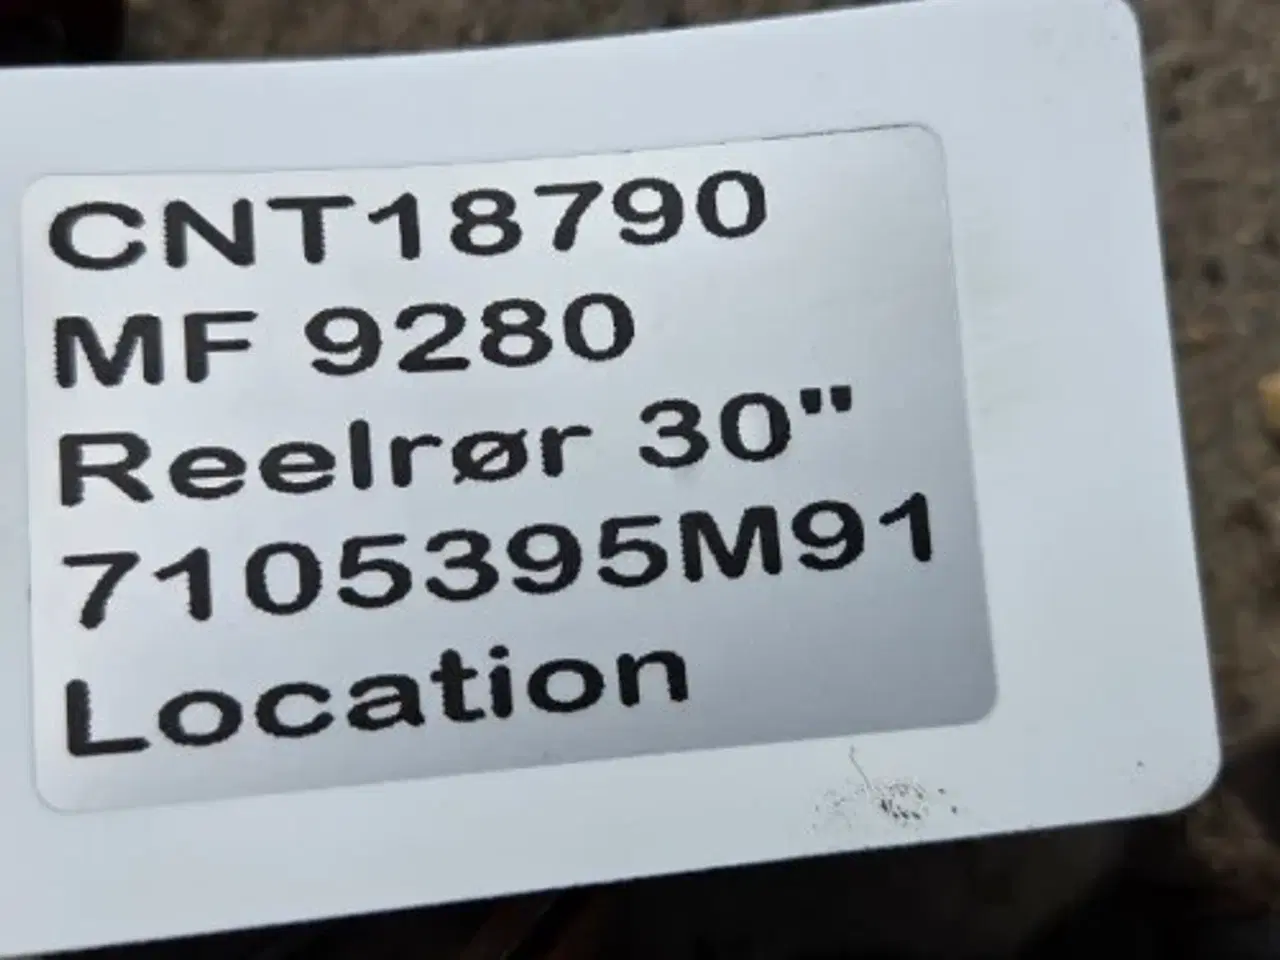 CNT18790
MF 9280
Reelrør 30"
7105395M91
Location